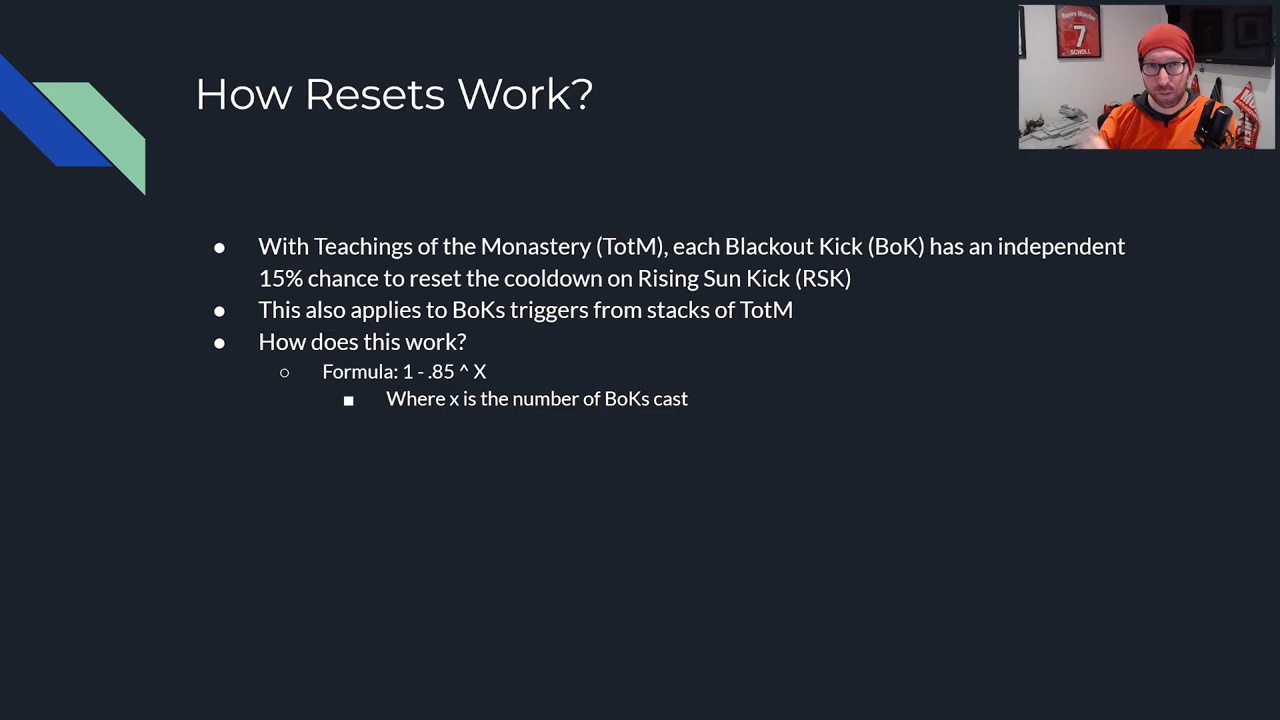 How Resets Work?
● With Teachings of the Monastery (TotM), each Blackout Kick (BoK) has an independent
15% chance to reset the cooldown on Rising Sun Kick (RSK)
● This also applies to BoKs triggers from stacks of TotM
● How does this work?
○ Formula: 1 - .85 ^ X
■ Where x is the number of BoKs cast
7
SCHOLL